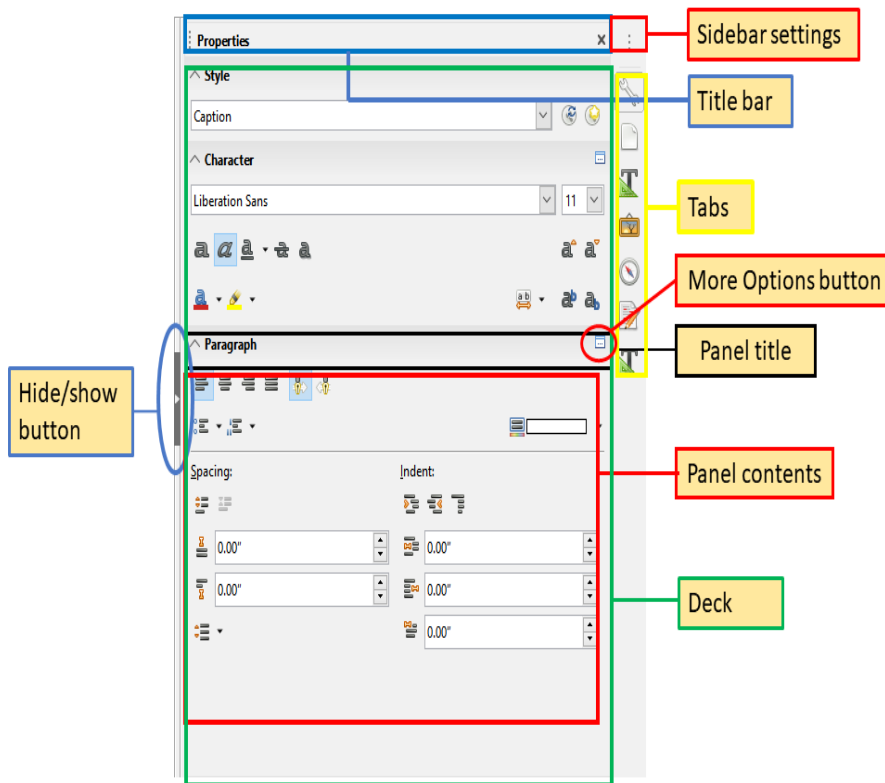 Properties
Sidebar settings
Style
Title bar
Caption
Character
Liberation Sans
11
Tabs
More Options button
Paragraph
Panel title
Hide/show
button
Panel contents
Spacing:
Indent:
0.00"
0.00"
0.00"
0.00"
Deck
0.00"